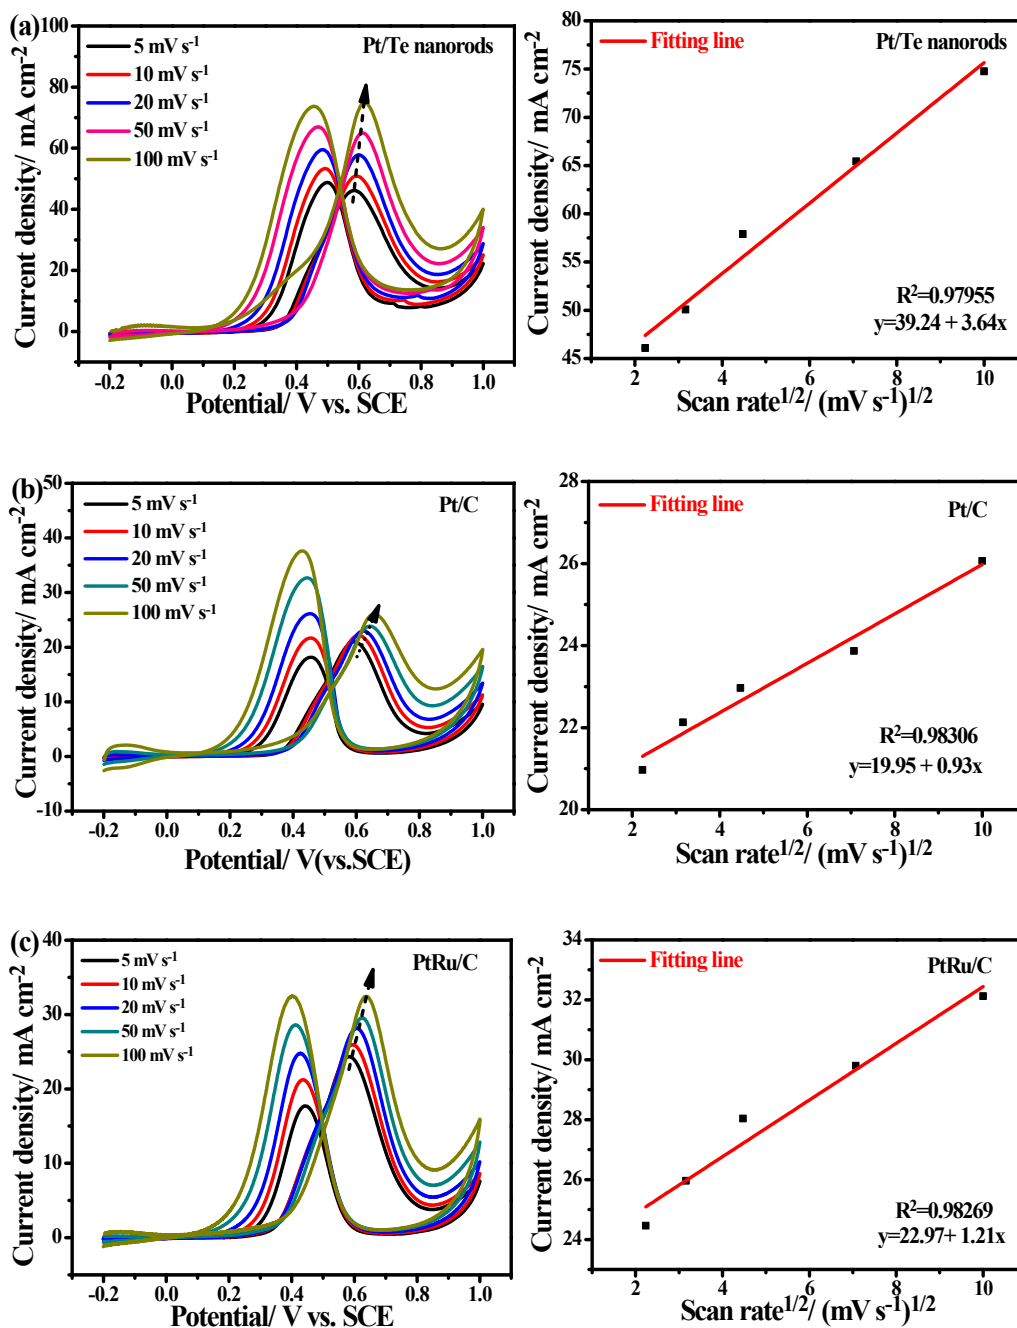 (a)
100
80
60
40
20
0
-0.2 0.0 0.2 0.4 0.6 0.8 1.0
Current density/ mA cm-2
Potential/ V vs. SCE
5 mV s-1
10 mV s-1
20 mV s-1
50 mV s-1
100 mV s-1
80
75
70
65
60
55
50
45
2 4 6 8 10
Current density/ mA cm-2
Scan rate1/2/ (mV s-1)1/2
Fitting line
Pt/Te nanorods
R2=0.97955
y=39.24 + 3.64x
(b)
50
40
30
20
10
0
-10
-0.2 0.0 0.2 0.4 0.6 0.8 1.0
Current density/ mA cm-2
Potential/ V(vs.SCE)
5 mV s-1
10 mV s-1
20 mV s-1
50 mV s-1
100 mV s-1
Pt/C
28
26
24
22
20
2 4 6 8 10
Current density/ mA cm-2
Scan rate1/2/ (mV s-1)1/2
Fitting line
Pt/C
R2=0.98306
y=19.95 + 0.93x
(c)
40
30
20
10
0
-0.2 0.0 0.2 0.4 0.6 0.8 1.0
Current density/ mA cm-2
Potential/ V vs. SCE
5 mV s-1
10 mV s-1
20 mV s-1
50 mV s-1
100 mV s-1
PtRu/C
34
32
30
28
26
24
2 4 6 8 10
Current density/ mA cm-2
Scan rate1/2/ (mV s-1)1/2
Fitting line
PtRu/C
R2=0.98269
y=22.97+ 1.21x